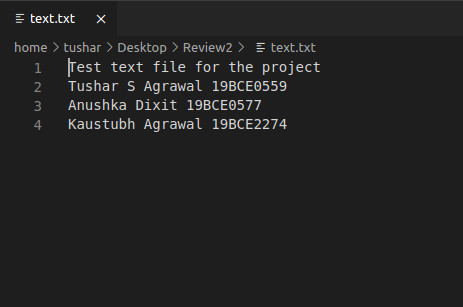 text.txt ×
home > tushar > Desktop > Review2 > text.txt
1 Test text file for the project
2 Tushar S Agrawal 19BCE0559
3 Anushka Dixit 19BCE0577
4 Kaustubh Agrawal 19BCE2274